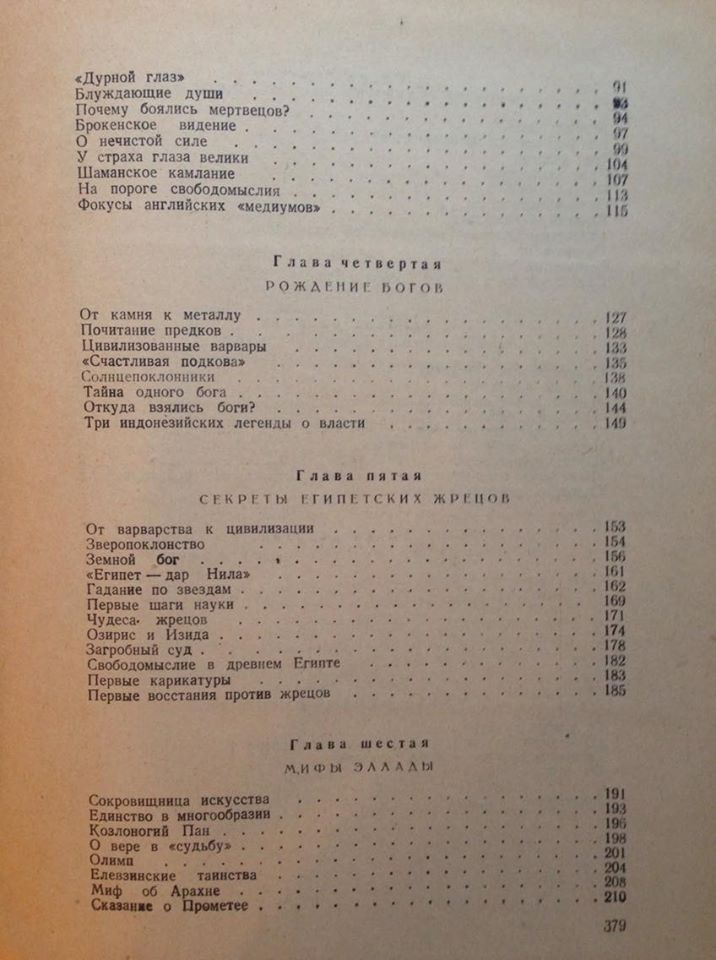 «Дурной глаз» . . . . . . . . . . . . . 91
Блуждающие души . . . . . . . . . . . . 93
Почему боялись мертвецов? . . . . . . . . . . 94
Брокенское видение . . . . . . . . . . . . 97
О нечистой силе . . . . . . . . . . . . 99
У страха глаза велики . . . . . . . . . . . 104
Шаманское камлание . . . . . . . . . . . 107
На пороге свободомыслия . . . . . . . . . . 113
Фокусы английских «медиумов» . . . . . . . . . 115
Глава четвертая
РОЖДЕНИЕ БОГОВ
От камня к металлу . . . . . . . . . . . . 127
Почитание предков . . . . . . . . . . . . 128
Цивилизованные варвары . . . . . . . . . . 133
«Счастливая подкова» . . . . . . . . . . . 135
Солнцепоклонники . . . . . . . . . . . . 138
Тайна одного бога . . . . . . . . . . . . 140
Откуда взялись боги? . . . . . . . . . . . 144
Три индонезийских легенды о власти . . . . . . . 149
Глава пятая
СЕКРЕТЫ ЕГИПЕТСКИХ ЖРЕЦОВ
От варварства к цивилизации . . . . . . . . . 153
Зверопоклонство . . . . . . . . . . . . 154
Земной бог . . . . . . . . . . . . . . 156
«Египет — дар Нила» . . . . . . . . . . . 161
Гадание по звездам . . . . . . . . . . . . 162
Первые шаги науки . . . . . . . . . . . . 169
Чудеса жрецов . . . . . . . . . . . . . 171
Озирис и Изида . . . . . . . . . . . . . 174
Загробный суд . . . . . . . . . . . . . 178
Свободомыслие в древнем Египте . . . . . . . . 182
Первые карикатуры . . . . . . . . . . . . 183
Первые восстания против жрецов . . . . . . . . 185
Глава шестая
МИФЫ ЭЛЛАДЫ
Сокровищница искусства . . . . . . . . . . 191
Единство в многообразии . . . . . . . . . . 193
Козлоногий Пан . . . . . . . . . . . . . 196
О вере в «судьбу» . . . . . . . . . . . . 198
Олимп . . . . . . . . . . . . . . . 201
Елевзинские таинства . . . . . . . . . . . 204
Миф об Арахне . . . . . . . . . . . . . 208
Сказание о Прометее . . . . . . . . . . . 210
379